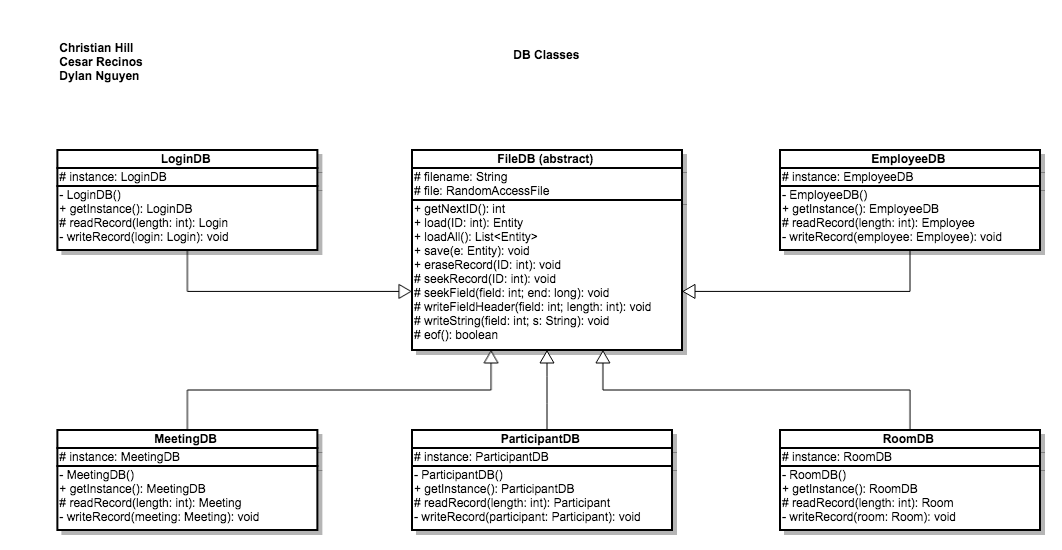 Christian Hill
Cesar Recinos
Dylan Nguyen
DB Classes
LoginDB
# instance: LoginDB
- LoginDB()
+ getInstance(): LoginDB
# readRecord(length: int): Login
- writeRecord(login: Login): void
FileDB (abstract)
# filename: String
# file: RandomAccessFile
+ getNextID(): int
+ load(ID: int): Entity
+ loadAll(): List<Entity>
+ save(e: Entity): void
+ eraseRecord(ID: int): void
# seekRecord(ID: int): void
# seekField(field: int; end: long): void
# writeFieldHeader(field: int; length: int): void
# writeString(field: int; s: String): void
# eof(): boolean
EmployeeDB
# instance: EmployeeDB
- EmployeeDB()
+ getInstance(): EmployeeDB
# readRecord(length: int): Employee
- writeRecord(employee: Employee): void
MeetingDB
# instance: MeetingDB
- MeetingDB()
+ getInstance(): MeetingDB
# readRecord(length: int): Meeting
- writeRecord(meeting: Meeting): void
ParticipantDB
# instance: ParticipantDB
- ParticipantDB()
+ getInstance(): ParticipantDB
# readRecord(length: int): Participant
- writeRecord(participant: Participant): void
RoomDB
# instance: RoomDB
- RoomDB()
+ getInstance(): RoomDB
# readRecord(length: int): Room
- writeRecord(room: Room): void